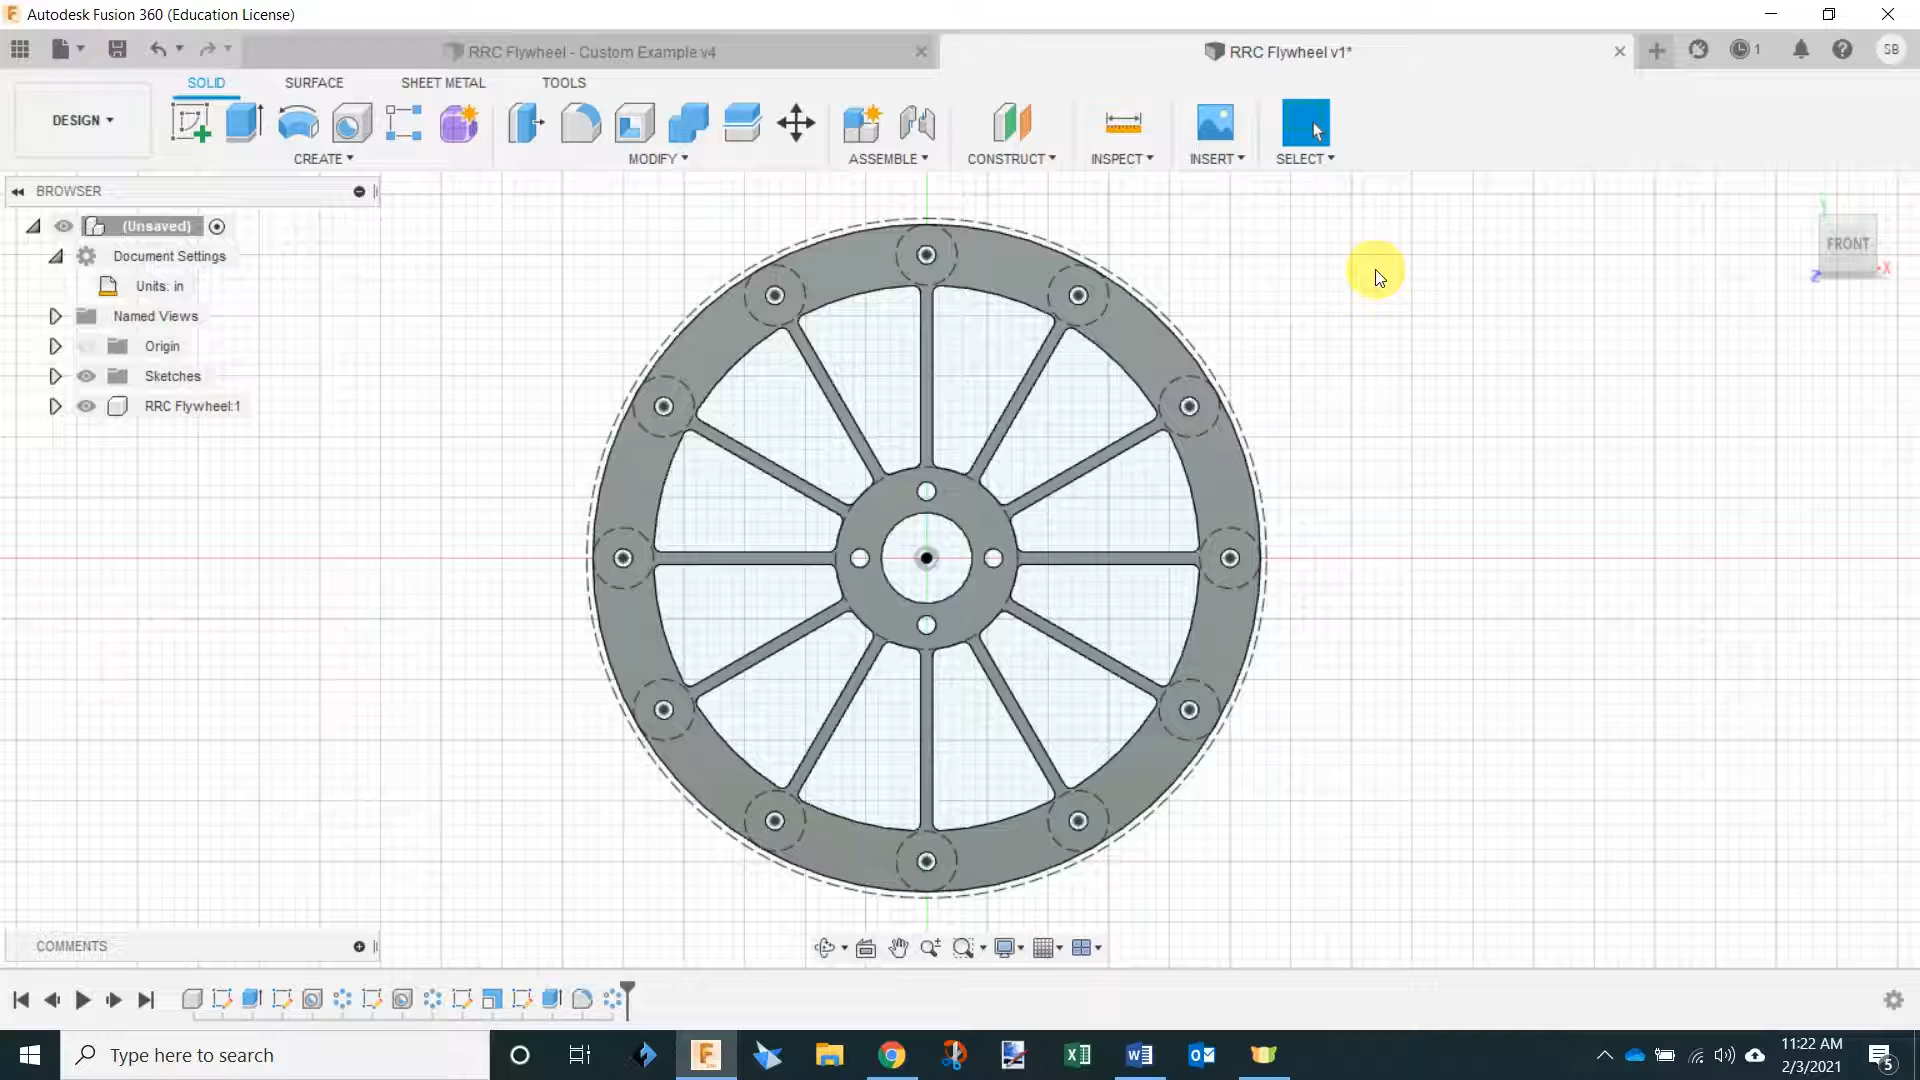 Autodesk Fusion 360 (Education License)
RRC Flywheel - Custom Example v4
RRC Flywheel v1*
1
SB
SOLID
SURFACE
SHEET METAL
TOOLS
DESIGN
CREATE
MODIFY
ASSEMBLE
CONSTRUCT
INSPECT
INSERT
SELECT
BROWSER
(Unsaved)
Document Settings
Units: in
Named Views
Origin
Sketches
RRC Flywheel:1
FRONT
Y
X
Z
COMMENTS
Type here to search
11:22 AM
2/3/2021
5